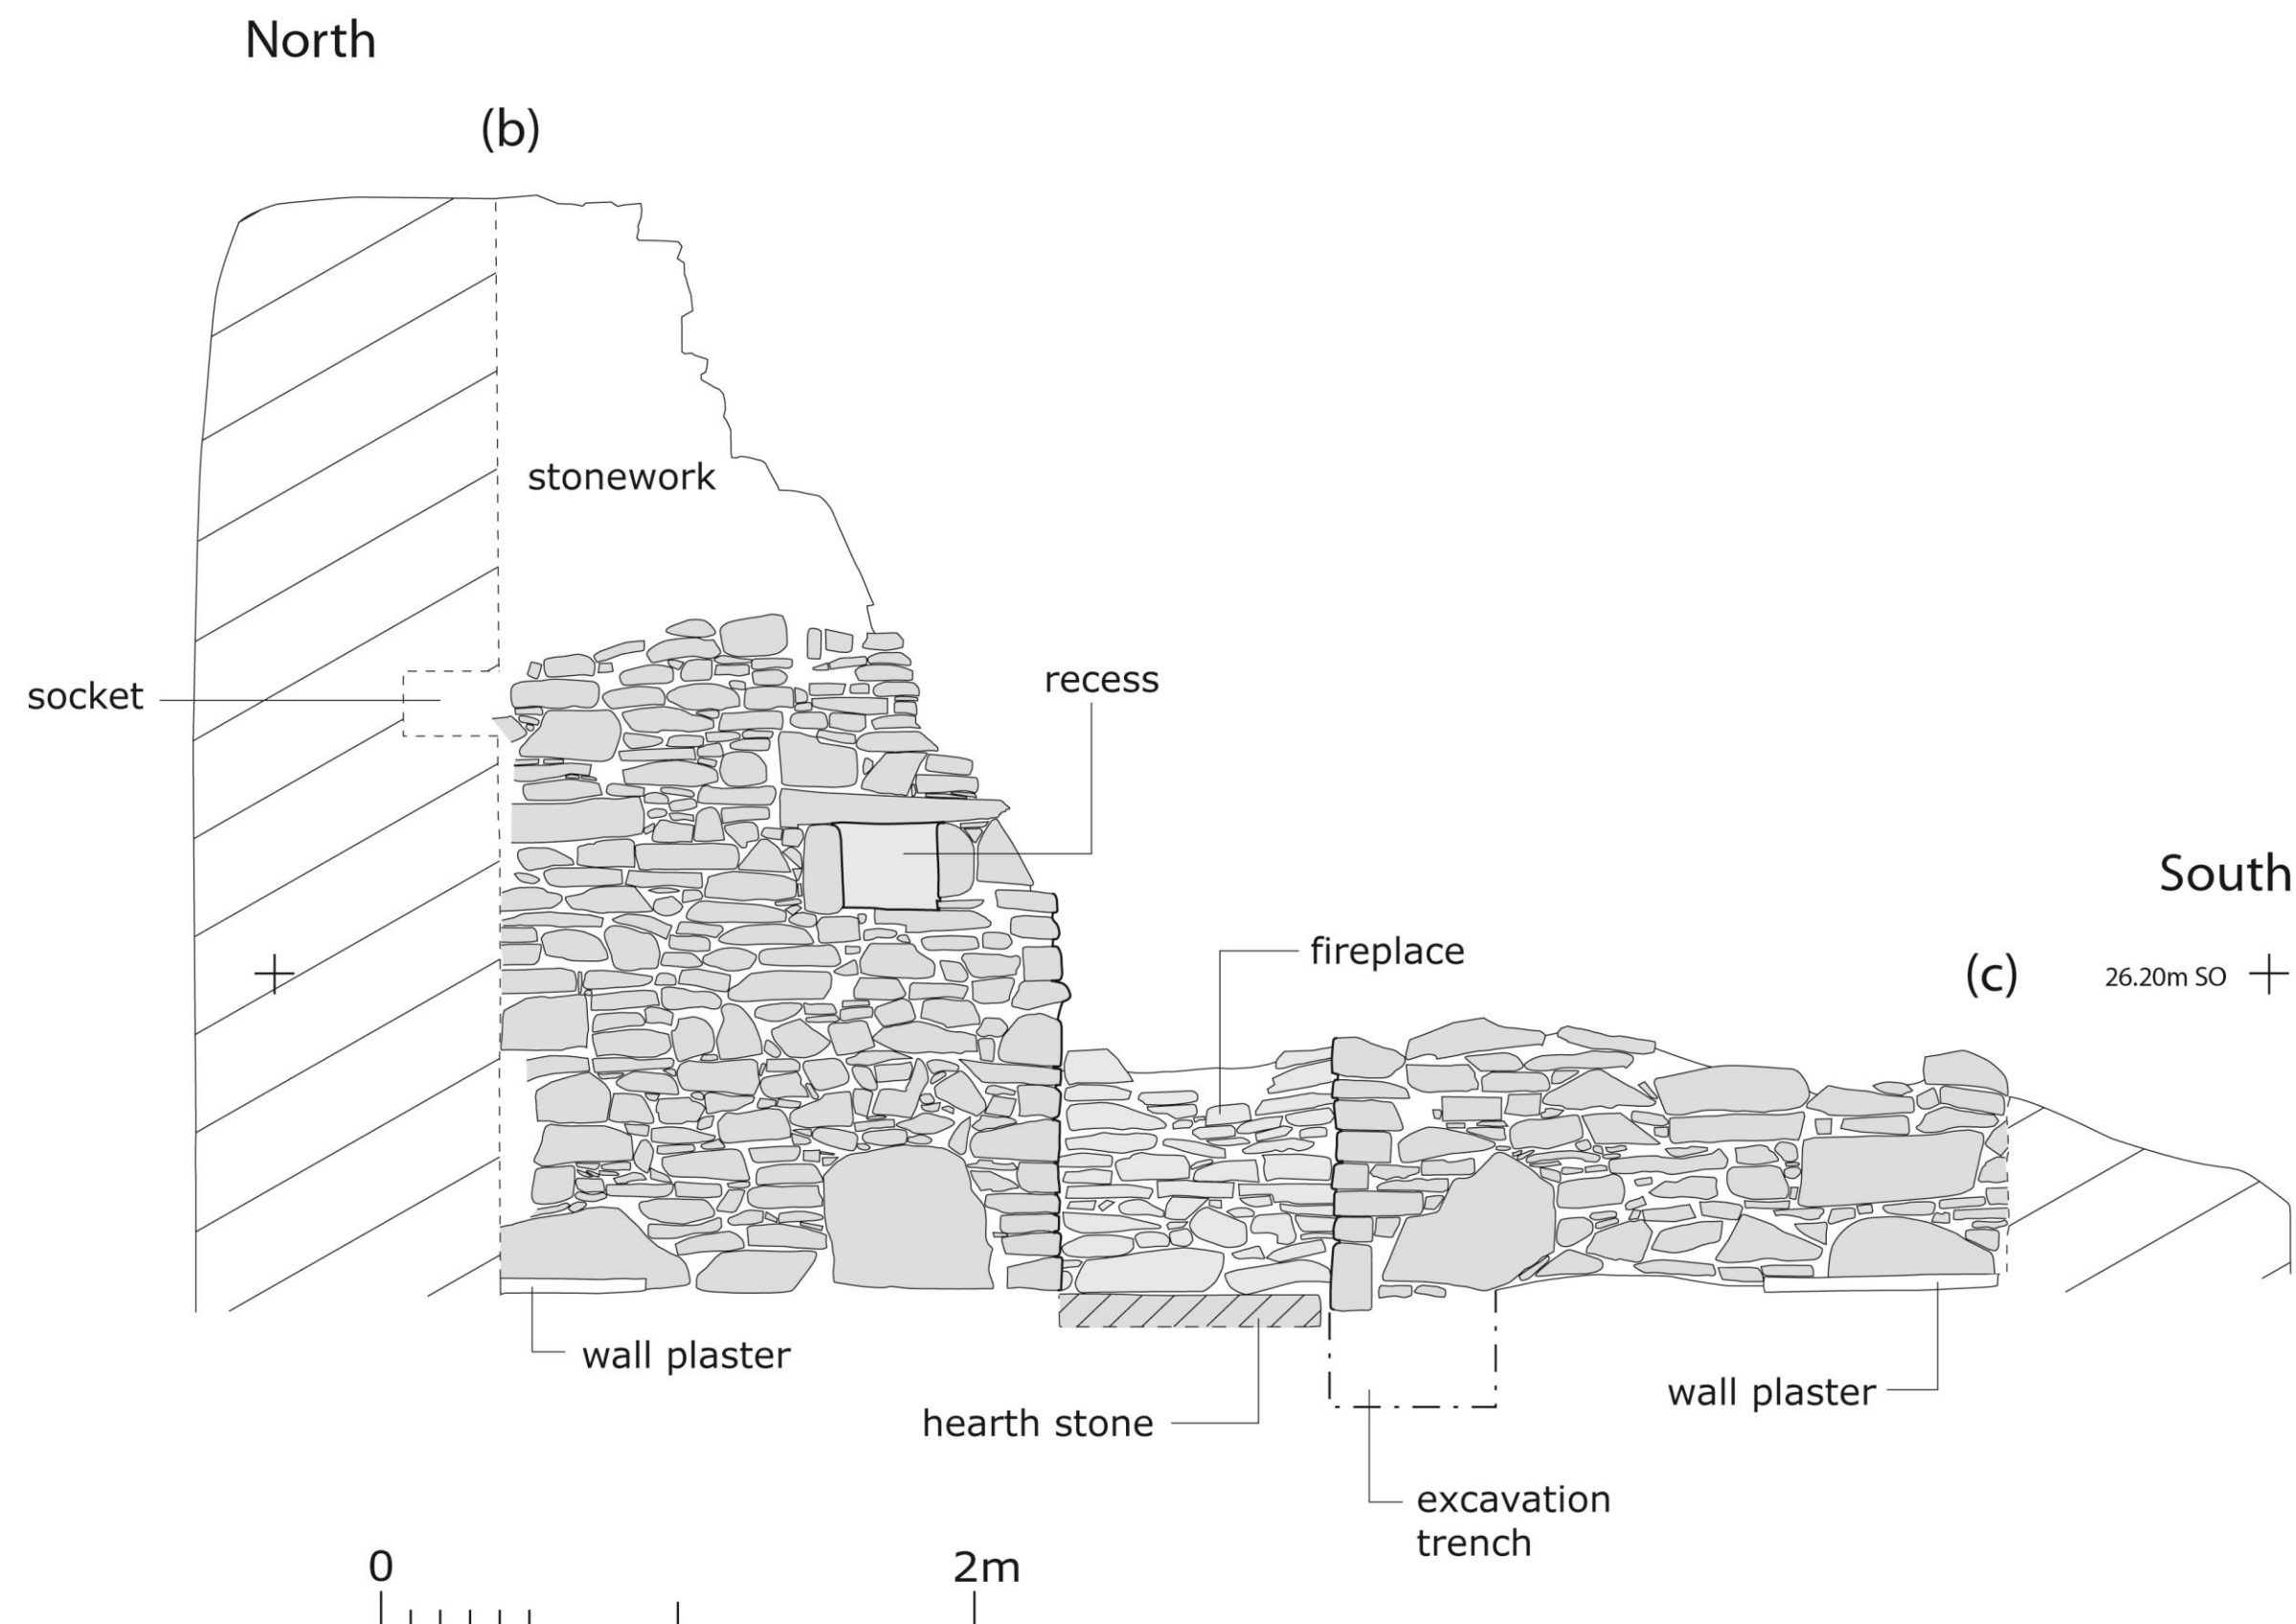 North
(b)
stonework
socket
recess
South
fireplace
(c)
26.20m SO
wall plaster
wall plaster
hearth stone
excavation
trench
0
2m